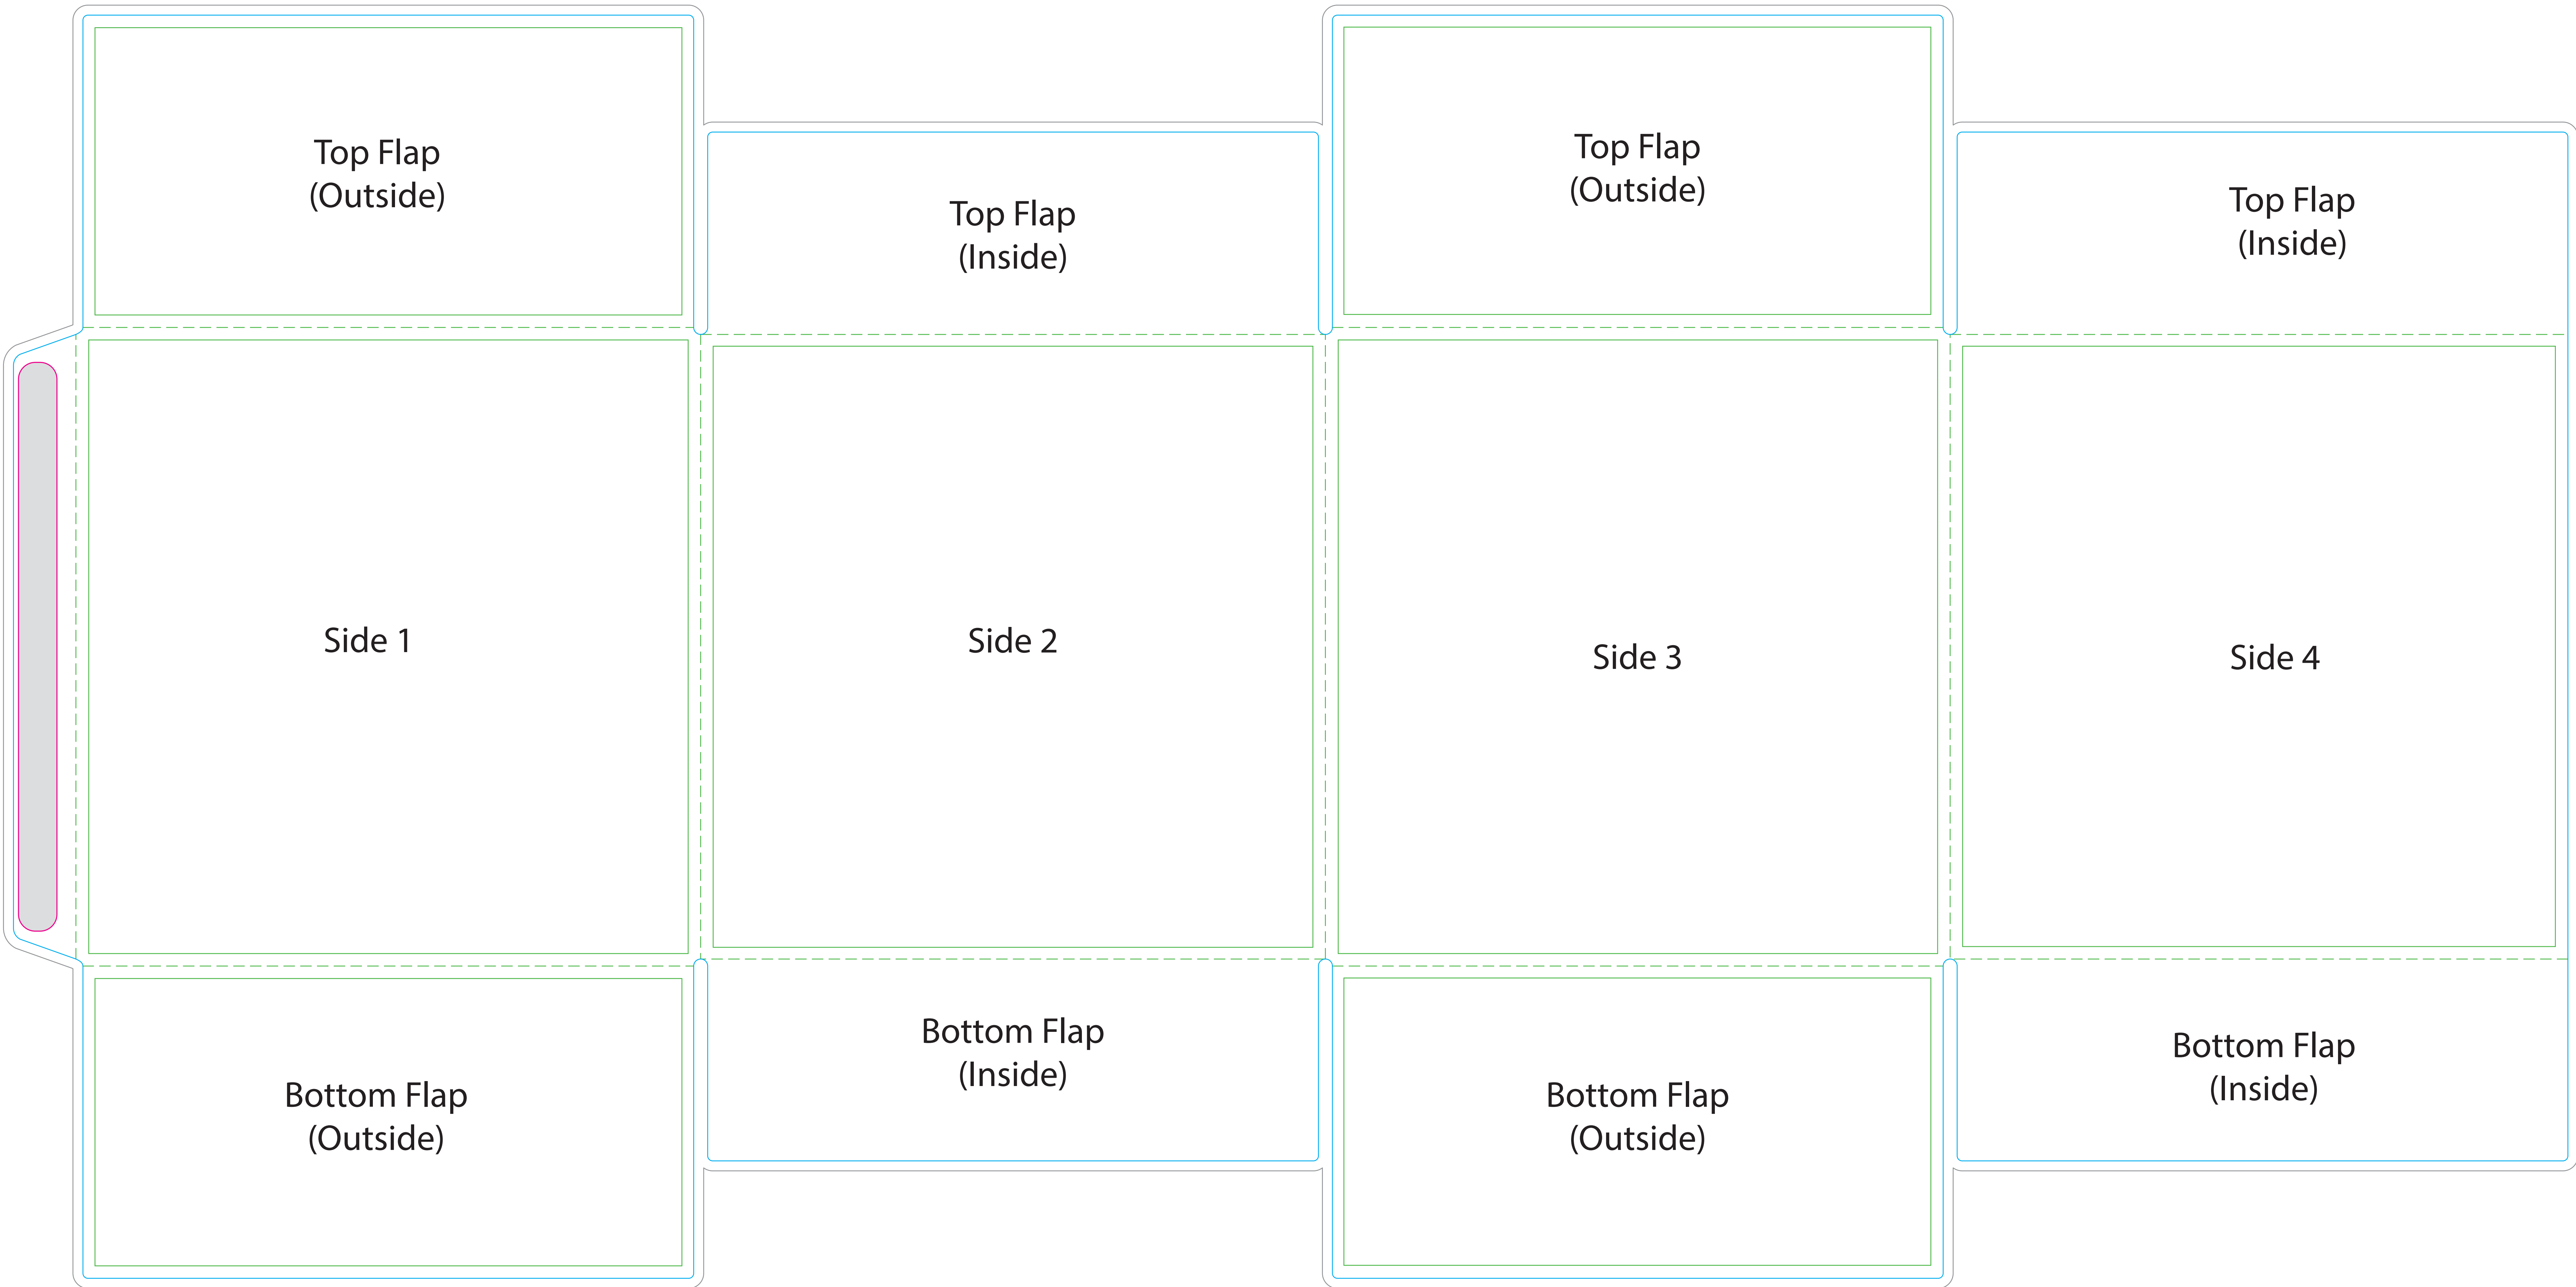 Top Flap
(Outside)
Top Flap
(Inside)
Top Flap
(Outside)
Top Flap
(Inside)
Side 1
Side 2
Side 3
Side 4
Bottom Flap
(Outside)
Bottom Flap
(Inside)
Bottom Flap
(Outside)
Bottom Flap
(Inside)